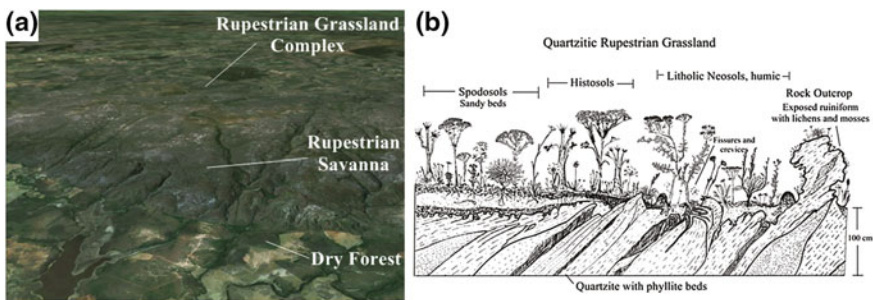 (a)
Rupestrian Grassland
Complex
Rupestrian
Savanna
Dry Forest
(b)
Quartzitic Rupestrian Grassland
Spodosols
Sandy beds
Histosols
Litholic Neosols, humic
Rock Outcrop
Exposed ruiniform
with lichens and mosses
Fissures and
crevices
100 cm
Quartzite with phyllite beds